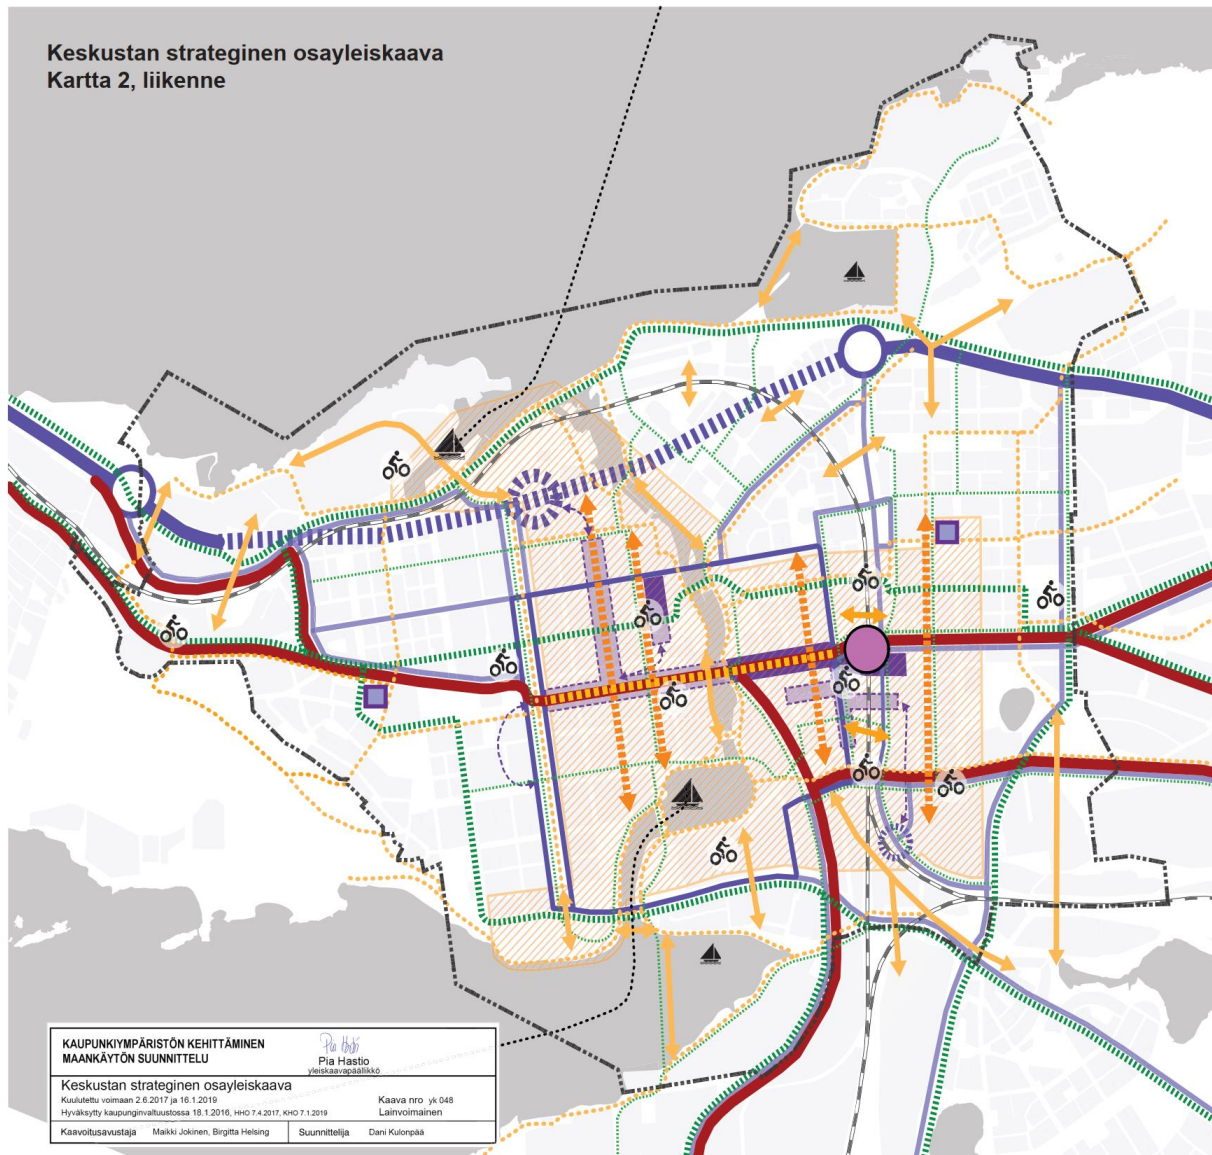 Keskustan strateginen osayleiskaava
Kartta 2, liikenne
KAUPUNKIYMPÄRISTÖN KEHITTÄMINEN
MAANKÄYTÖN SUUNNITTELU
Pia Hastio
yleiskaavapäällikkö
Keskustan strateginen osayleiskaava
Kuulutettu voimaan 2.6.2017 ja 16.1.2019
Kaava nro yk 048
Hyväksytty kaupunginvaltuustossa 18.1.2016, HHO 7.4.2017, KHO 7.1.2019
Lainvoimainen
Kaavoitusavustaja Maikki Jokinen, Birgitta Helsing
Suunnittelija Dani Kulonpää